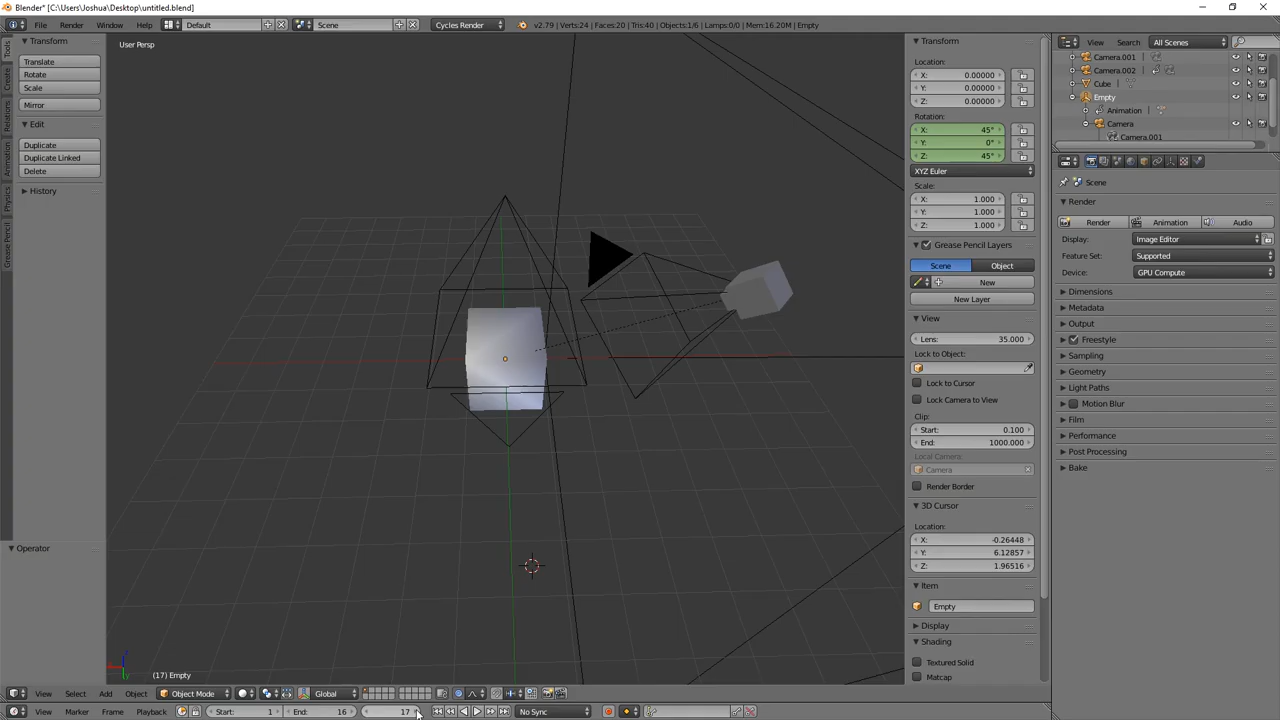 Blender* [C:\Users\Joshua\Desktop\untitled.blend]
File Render Window Help Default Scene Cycles Render v2.79 | Verts:24 | Faces:20 | Tris:40 | Objects:1/6 | Lamps:0/0 | Mem:16.20M | Empty
Tools
Create
Relations
Animation
Physics
Grease Pencil
Transform
Translate
Rotate
Scale
Mirror
Edit
Duplicate
Duplicate Linked
Delete
History
Operator
User Persp
(17) Empty
Transform
Location:
X: 0.00000
Y: 0.00000
Z: 0.00000
Rotation:
X: 45°
Y: 0°
Z: 45°
XYZ Euler
Scale:
X: 1.000
Y: 1.000
Z: 1.000
Grease Pencil Layers
Scene Object
New
New Layer
View
Lens: 35.000
Lock to Object:
Lock to Cursor
Lock Camera to View
Clip:
Start: 0.100
End: 1000.000
Local Camera:
Camera
Render Border
3D Cursor
Location:
X: -0.26448
Y: 6.12857
Z: 1.96516
Item
Empty
Display
Shading
Textured Solid
Matcap
View Search All Scenes
Camera.001
Camera.002
Cube
Empty
Animation
Camera
Camera.001
Scene
Render
Render Animation Audio
Display: Image Editor
Feature Set: Supported
Device: GPU Compute
Dimensions
Metadata
Output
Freestyle
Sampling
Geometry
Light Paths
Motion Blur
Film
Performance
Post Processing
Bake
View Select Add Object Object Mode Global
View Marker Frame Playback Start: 1 End: 16 17 No Sync